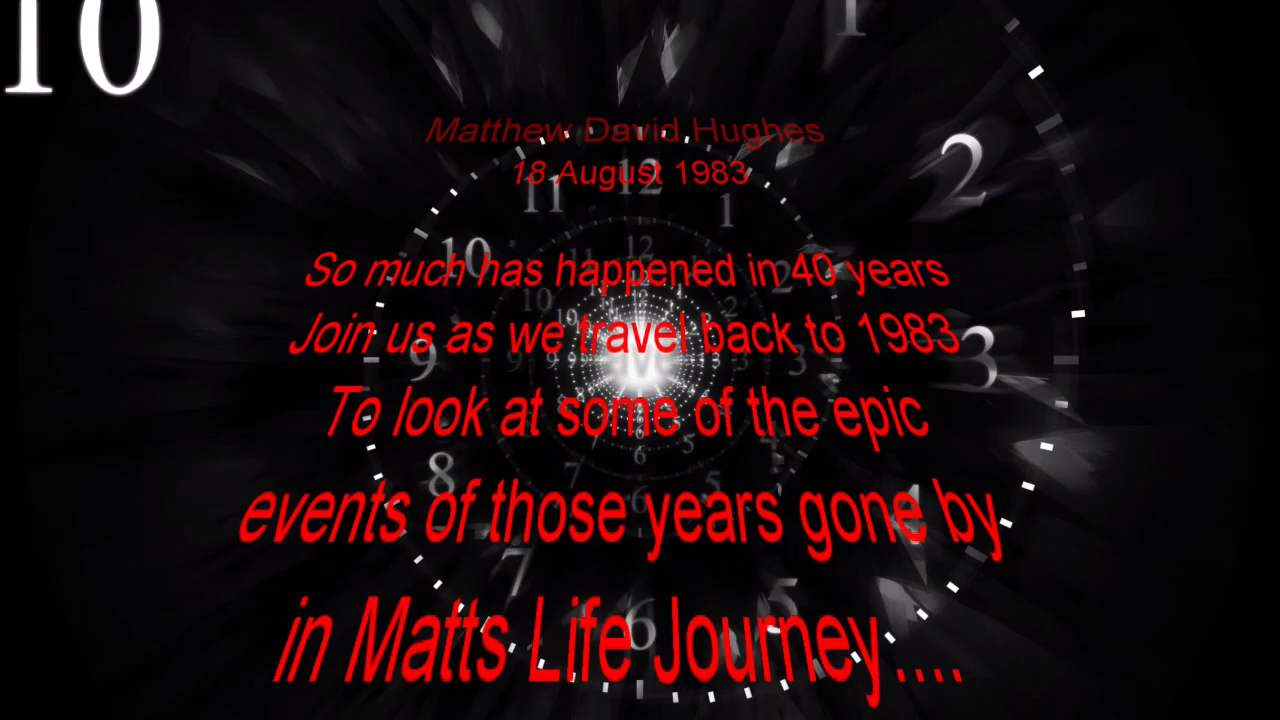 Matthew David Hughes
18 August 1983
So much has happened in 40 years
Join us as we travel back to 1983
To look at some of the epic
events of those years gone by
in Matts Life Journey....